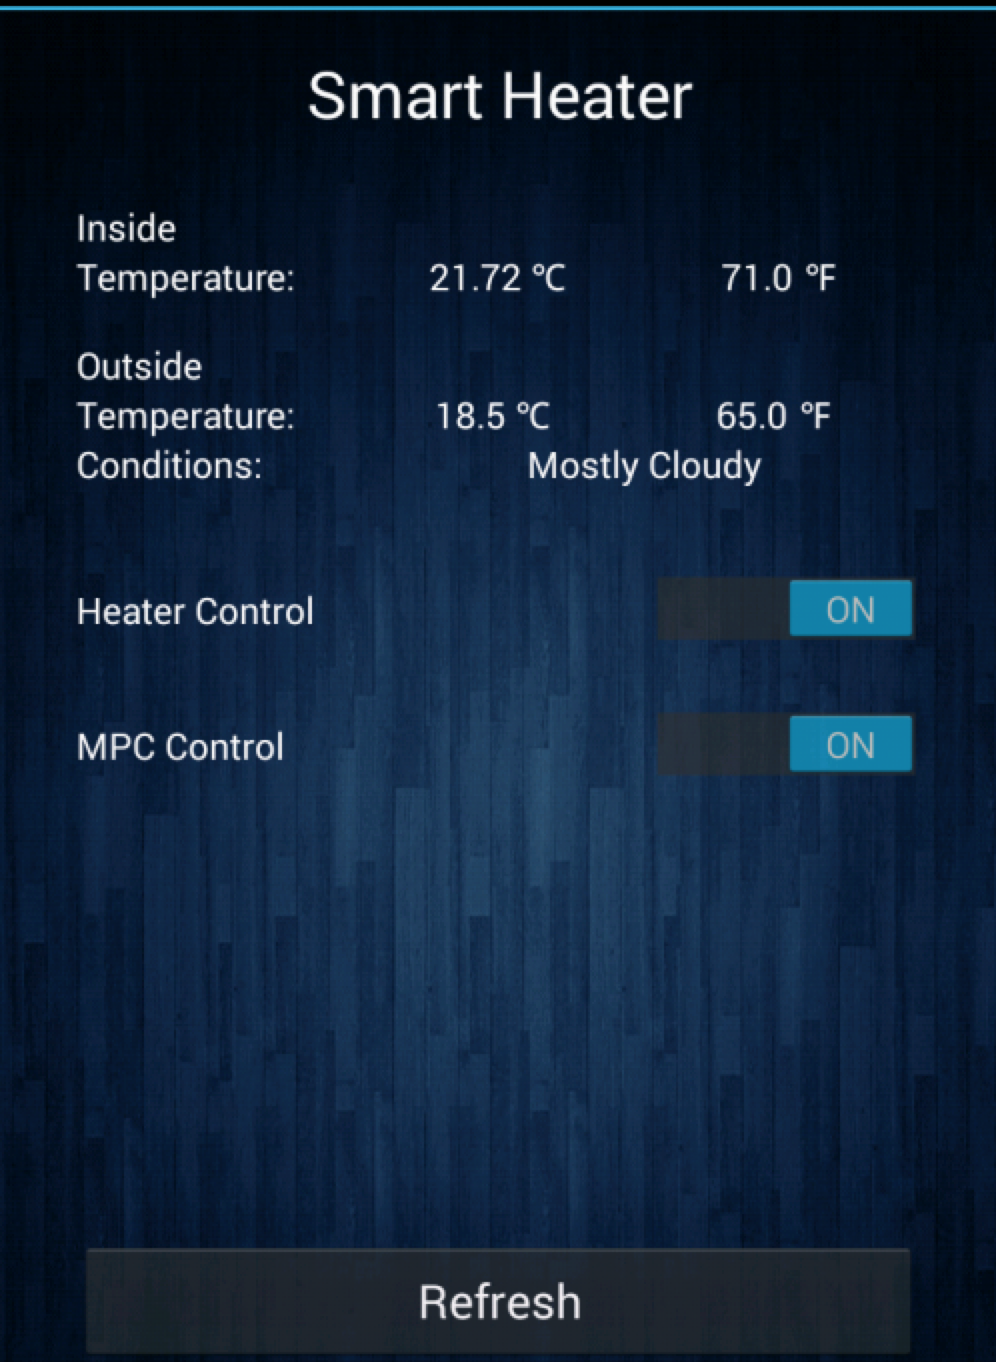 Smart Heater
Inside
Temperature: 21.72 °C 71.0 °F
Outside
Temperature: 18.5 °C 65.0 °F
Conditions: Mostly Cloudy
Heater Control ON
MPC Control ON
Refresh